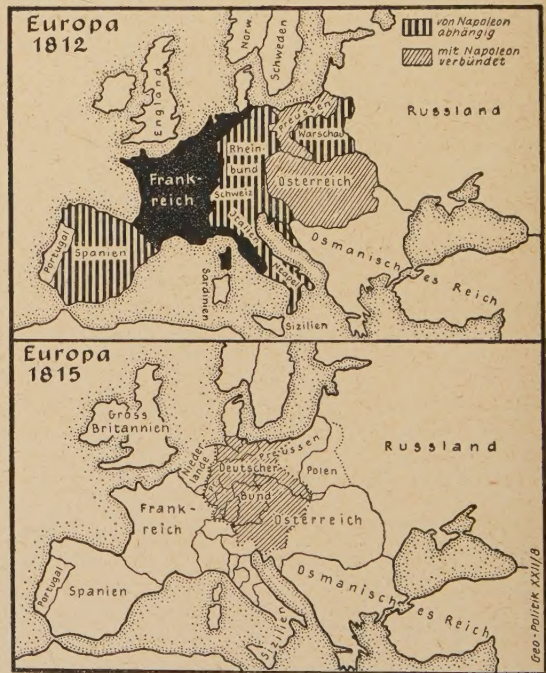 Europa
1812
von Napoleon
abhängig
mit Napoleon
verbündet
Norw.
Schweden
England
Russland
Preussen
Warschau
Rhein-
bund
Frank-
reich
Schweiz
Österreich
Italien
Portugal
Spanien
Sardinien
Neapel
Osmanisches Reich
Sizilien
Europa
1815
Gross
Britannien
Nieder
lande
Preussen
Russland
Deutscher
Bund
Polen
Frank-
reich
Österreich
Portugal
Spanien
Osmanisches Reich
Sizilien
Geo-Politik XXII/8